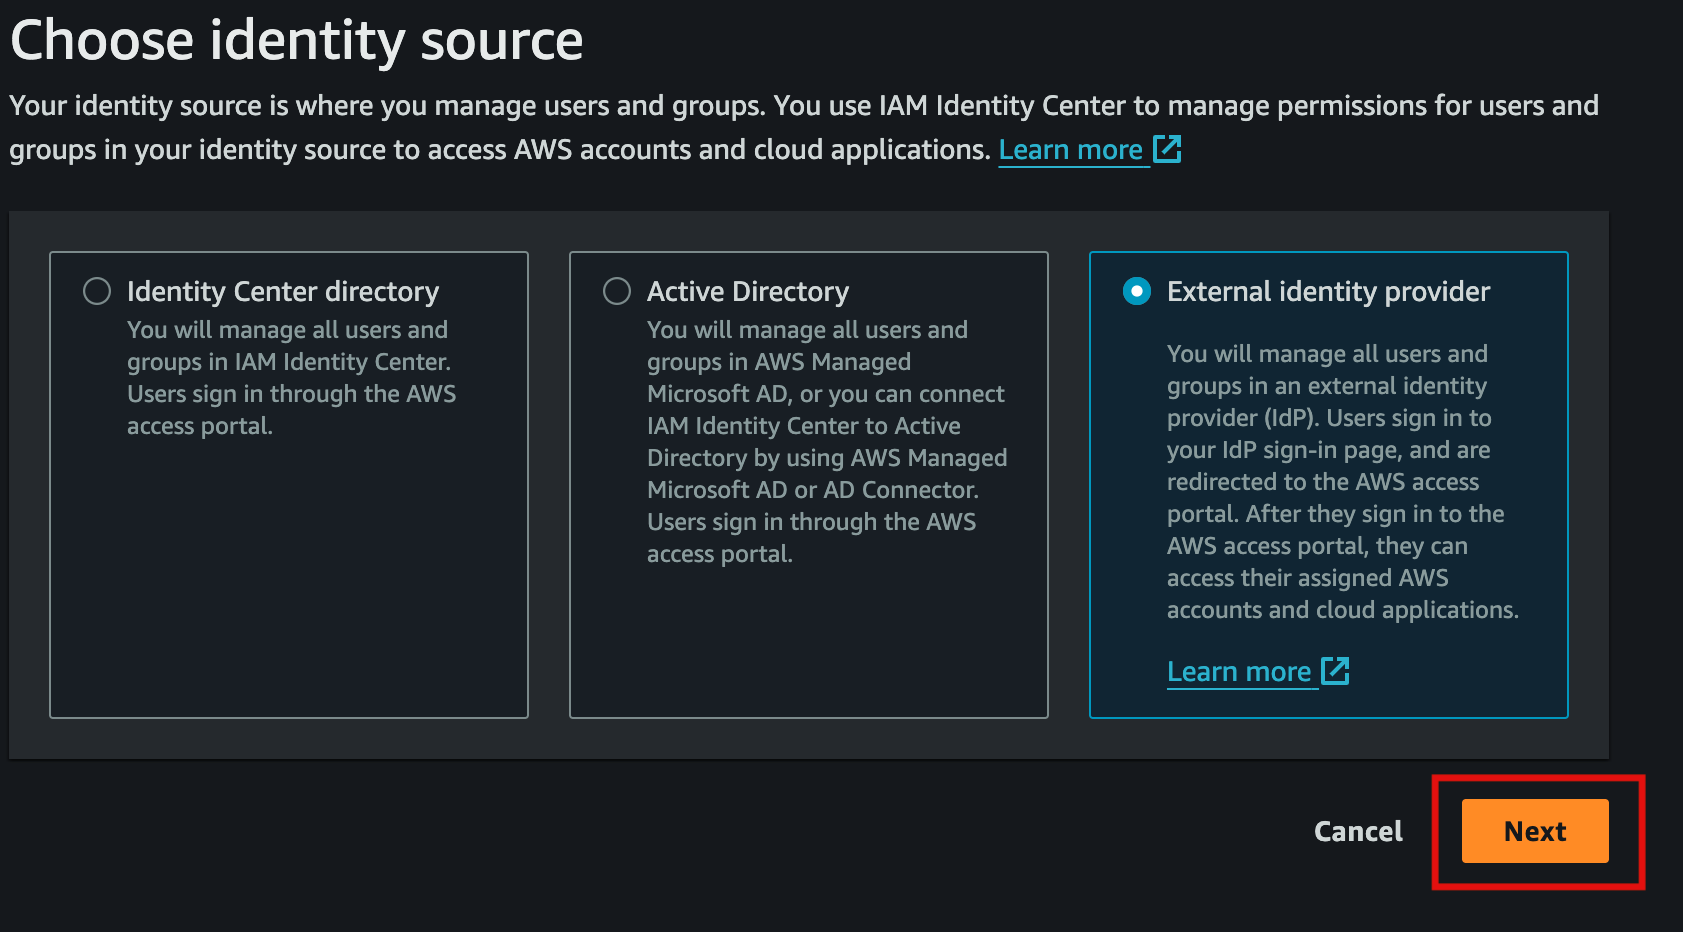 Choose identity source
Your identity source is where you manage users and groups. You use IAM Identity Center to manage permissions for users and
groups in your identity source to access AWS accounts and cloud applications. Learn more
Identity Center directory
You will manage all users and
groups in IAM Identity Center.
Users sign in through the AWS
access portal.
Active Directory
You will manage all users and
groups in AWS Managed
Microsoft AD, or you can connect
IAM Identity Center to Active
Directory by using AWS Managed
Microsoft AD or AD Connector.
Users sign in through the AWS
access portal.
External identity provider
You will manage all users and
groups in an external identity
provider (IdP). Users sign in to
your IdP sign-in page, and are
redirected to the AWS access
portal. After they sign in to the
AWS access portal, they can
access their assigned AWS
accounts and cloud applications.
Learn more
Cancel
Next